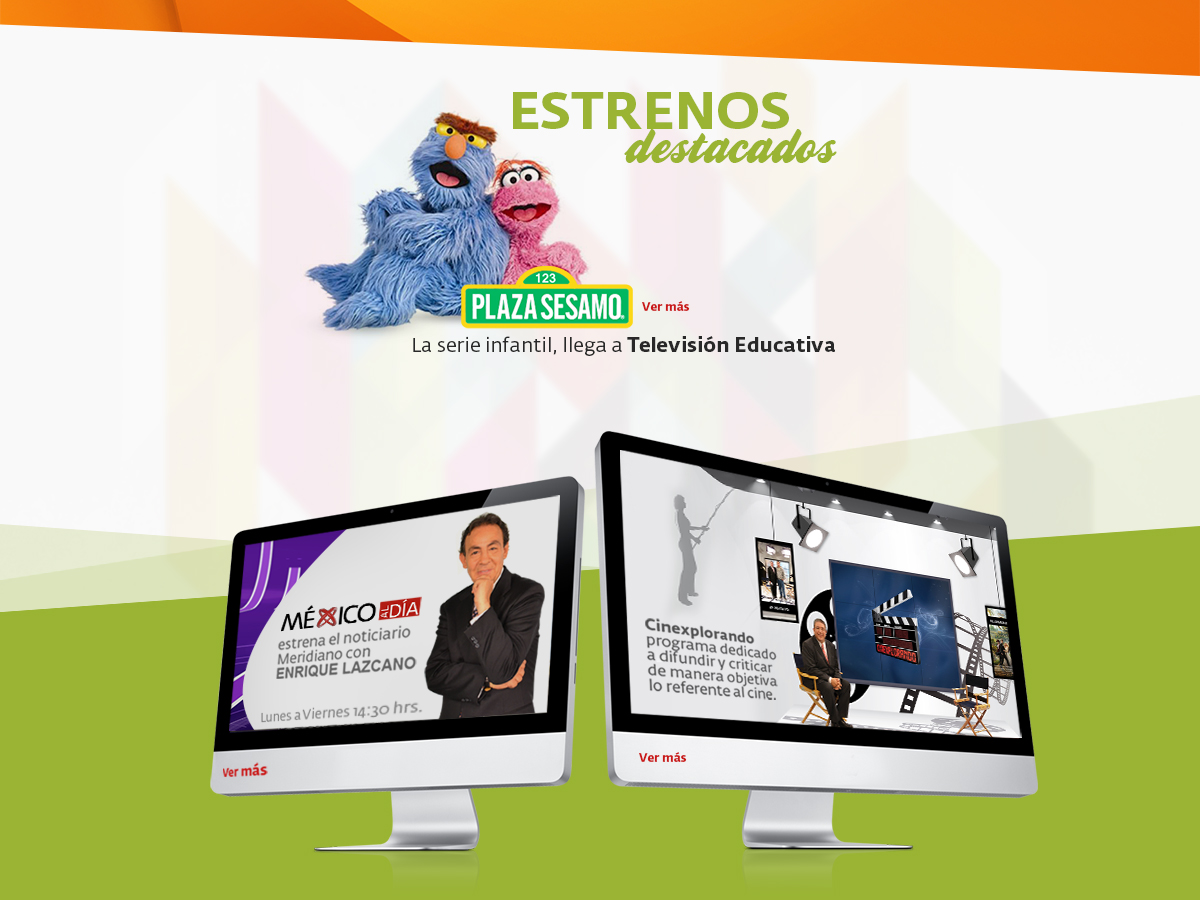 ESTRENOS
destacados
123
PLAZA SESAMO
Ver más
La serie infantil, llega a Televisión Educativa
MÉXICO AL DÍA
estrena el noticiario
Meridiano con
ENRIQUE LAZCANO
Lunes a Viernes 14:30 hrs.
Ver más
Cinexplorando
programa dedicado
a difundir y criticar
de manera objetiva
lo referente al cine.
CINEXPLORANDO
Ver más